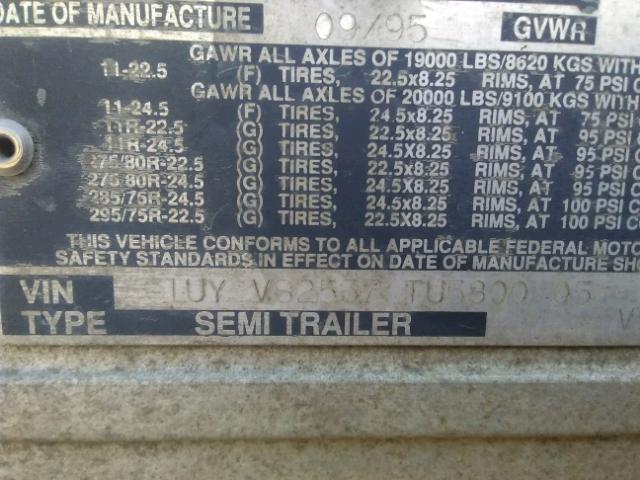 DATE OF MANUFACTURE 09/95 GVWR
GAWR ALL AXLES OF 19000 LBS/8620 KGS WITH
11-22.5 (F) TIRES, 22.5x8.25 RIMS, AT 75 PSI
GAWR ALL AXLES OF 20000 LBS/9100 KGS WITH
11-24.5 (F) TIRES, 24.5x8.25 RIMS, AT 75 PSI
11R-22.5 (G) TIRES, 22.5x8.25 RIMS, AT 95 PSI
11R-24.5 (G) TIRES, 24.5x8.25 RIMS, AT 95 PSI
275/80R-22.5 (G) TIRES, 22.5x8.25 RIMS, AT 95 PSI
275/80R-24.5 (G) TIRES, 24.5x8.25 RIMS, AT 95 PSI
285/75R-24.5 (G) TIRES, 24.5x8.25 RIMS, AT 100 PSI
295/75R-22.5 (G) TIRES, 22.5x8.25 RIMS, AT 100 PSI
THIS VEHICLE CONFORMS TO ALL APPLICABLE FEDERAL MOTO
SAFETY STANDARDS IN EFFECT ON DATE OF MANUFACTURE SHO
VIN 1UY
TYPE SEMI TRAILER V